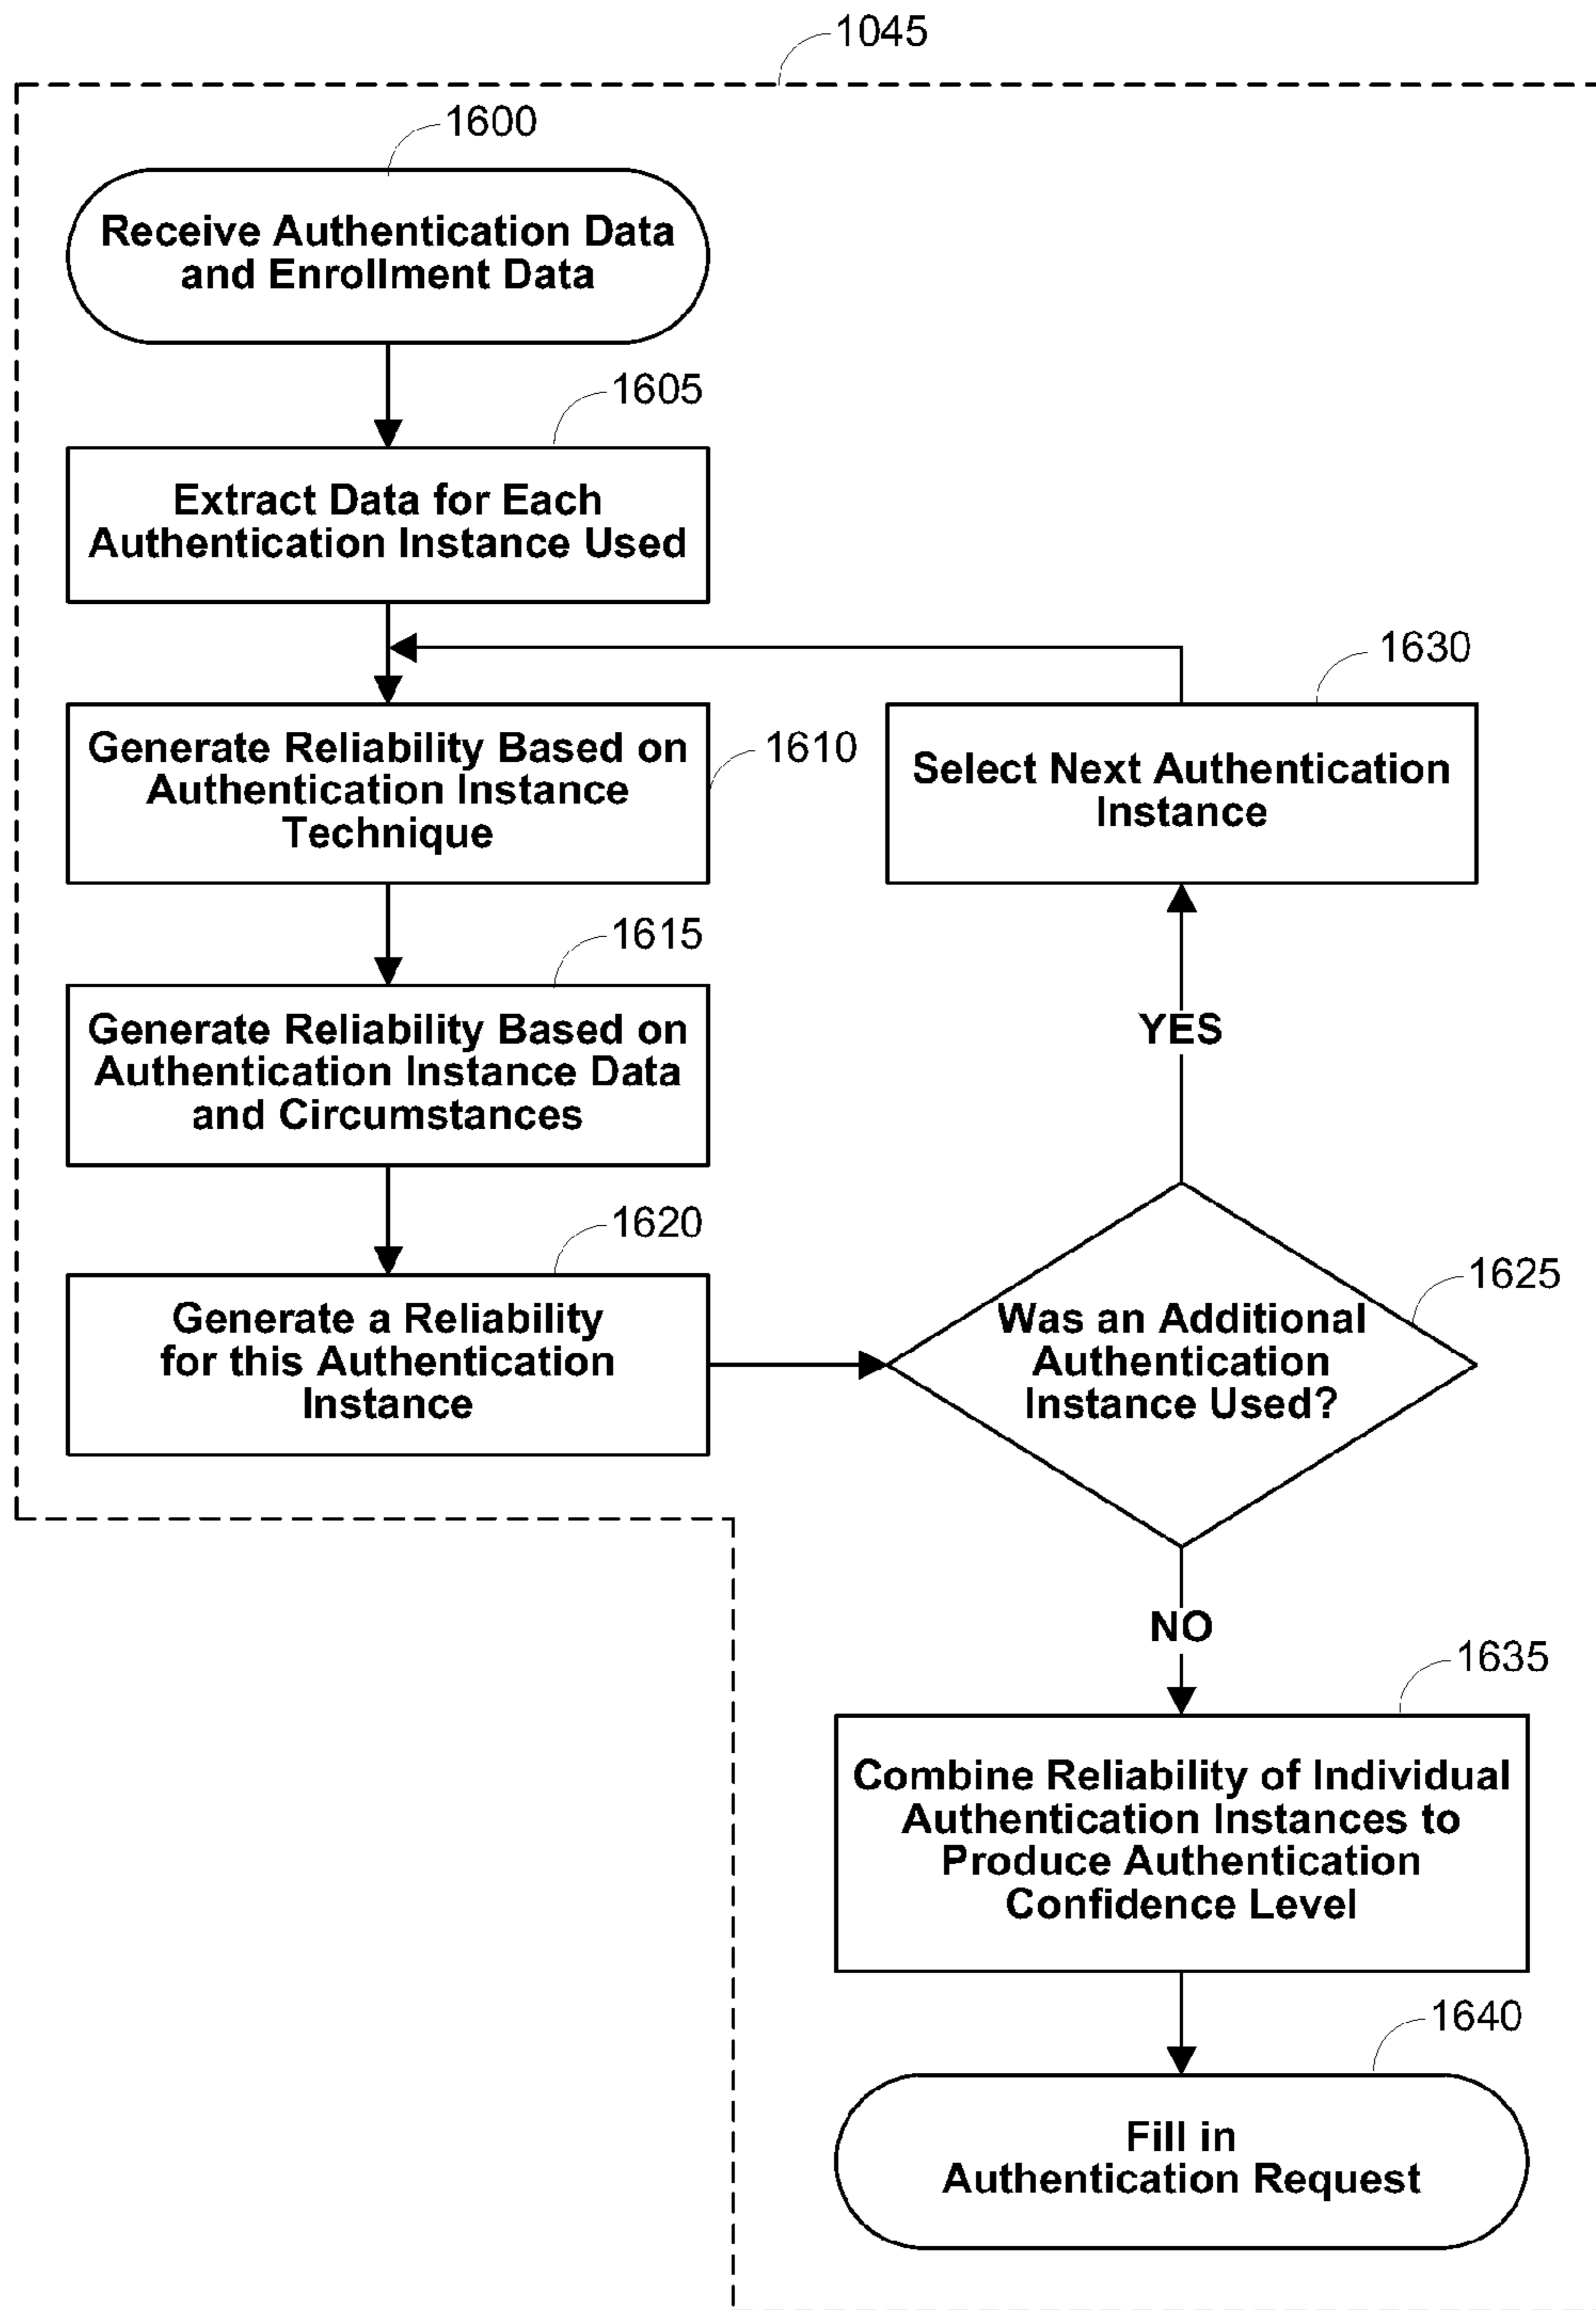 1045
1600
Receive Authentication Data
and Enrollment Data
1605
Extract Data for Each
Authentication Instance Used
1630
Generate Reliability Based on
Authentication Instance
Technique
1610
Select Next Authentication
Instance
1615
Generate Reliability Based on
Authentication Instance Data
and Circumstances
YES
1620
Generate a Reliability
for this Authentication
Instance
1625
Was an Additional
Authentication
Instance Used?
NO
1635
Combine Reliability of Individual
Authentication Instances to
Produce Authentication
Confidence Level
1640
Fill in
Authentication Request